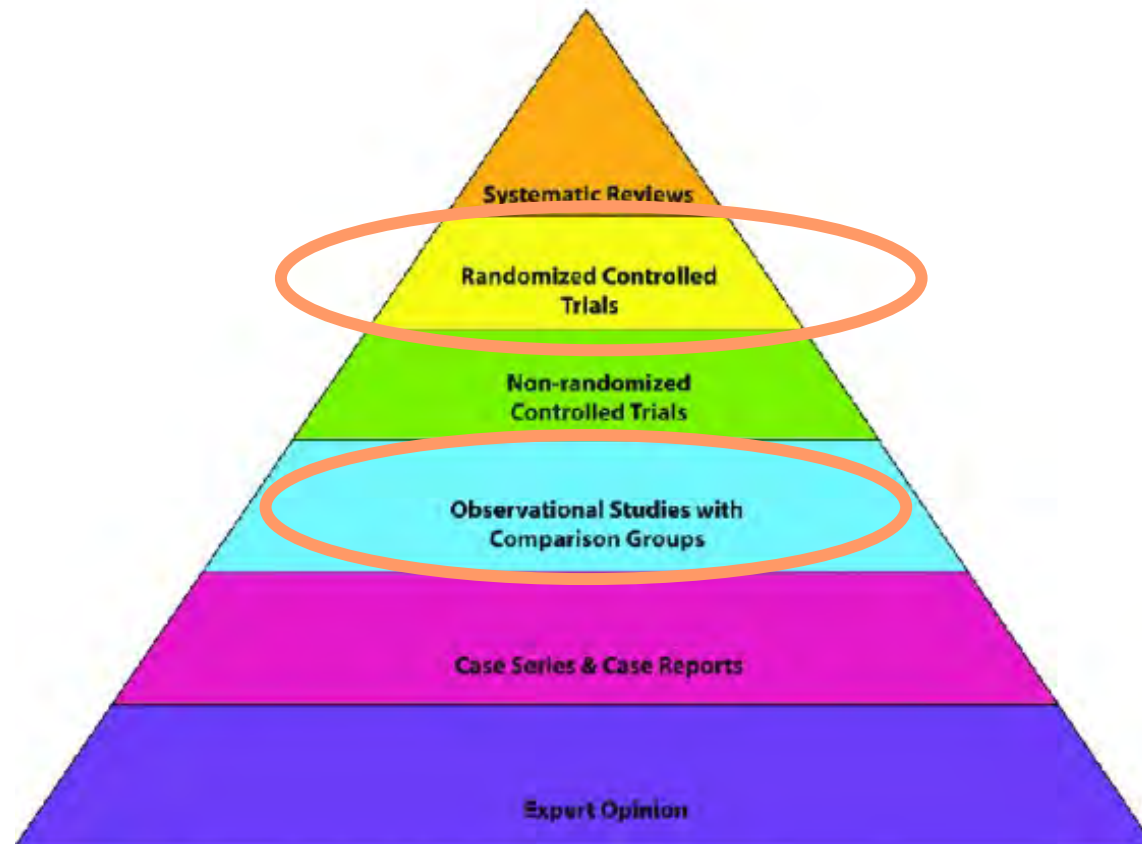 Systematic Reviews
Randomized Controlled
Trials
Non-randomized
Controlled Trials
Observational Studies with
Comparison Groups
Case Series & Case Reports
Expert Opinion